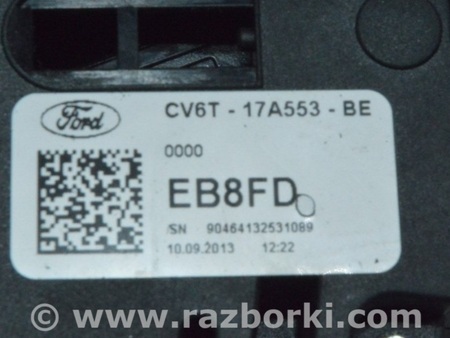 Ford
CV6T - 17A553 - BE
0000
EB8FD
SN 90464132531089
10.09.2013 12:22
© www.razborki.com